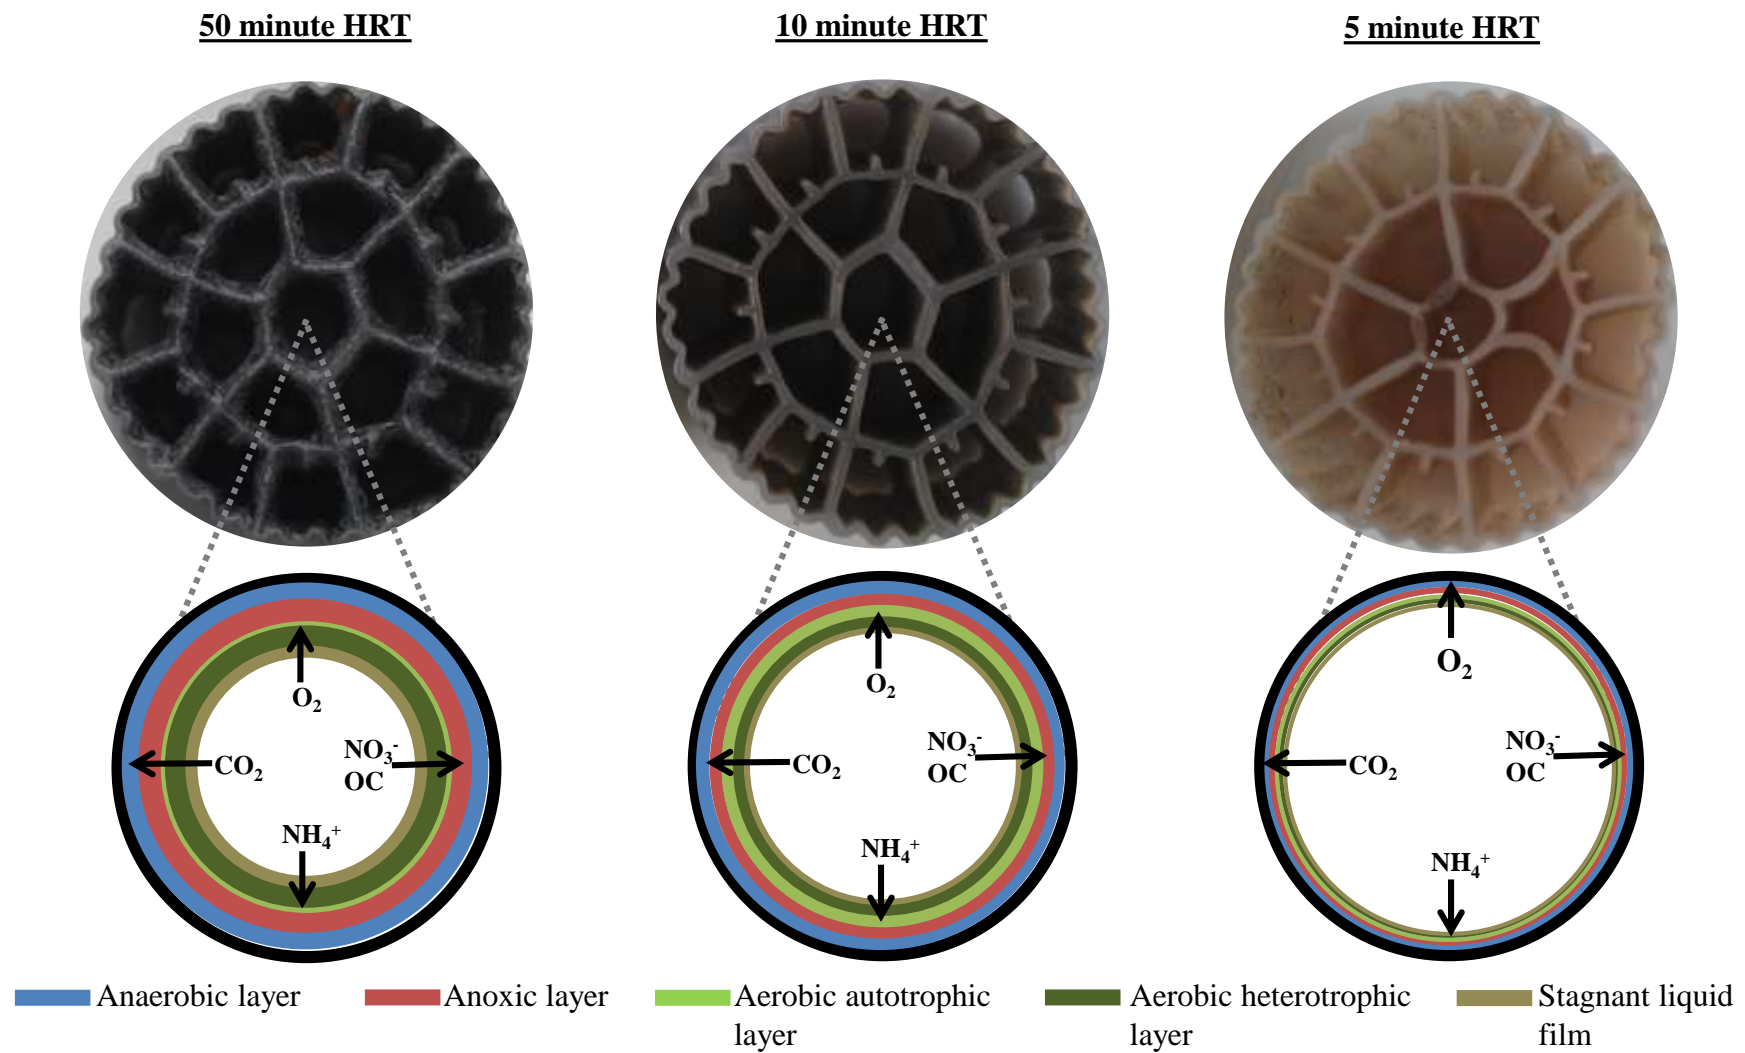 50 minute HRT
10 minute HRT
5 minute HRT
O₂
CO₂
NO₃⁻
OC
NH₄⁺
O₂
CO₂
NO₃⁻
OC
NH₄⁺
O₂
CO₂
NO₃⁻
OC
NH₄⁺
Anaerobic layer
Anoxic layer
Aerobic autotrophic
layer
Aerobic heterotrophic
layer
Stagnant liquid
film